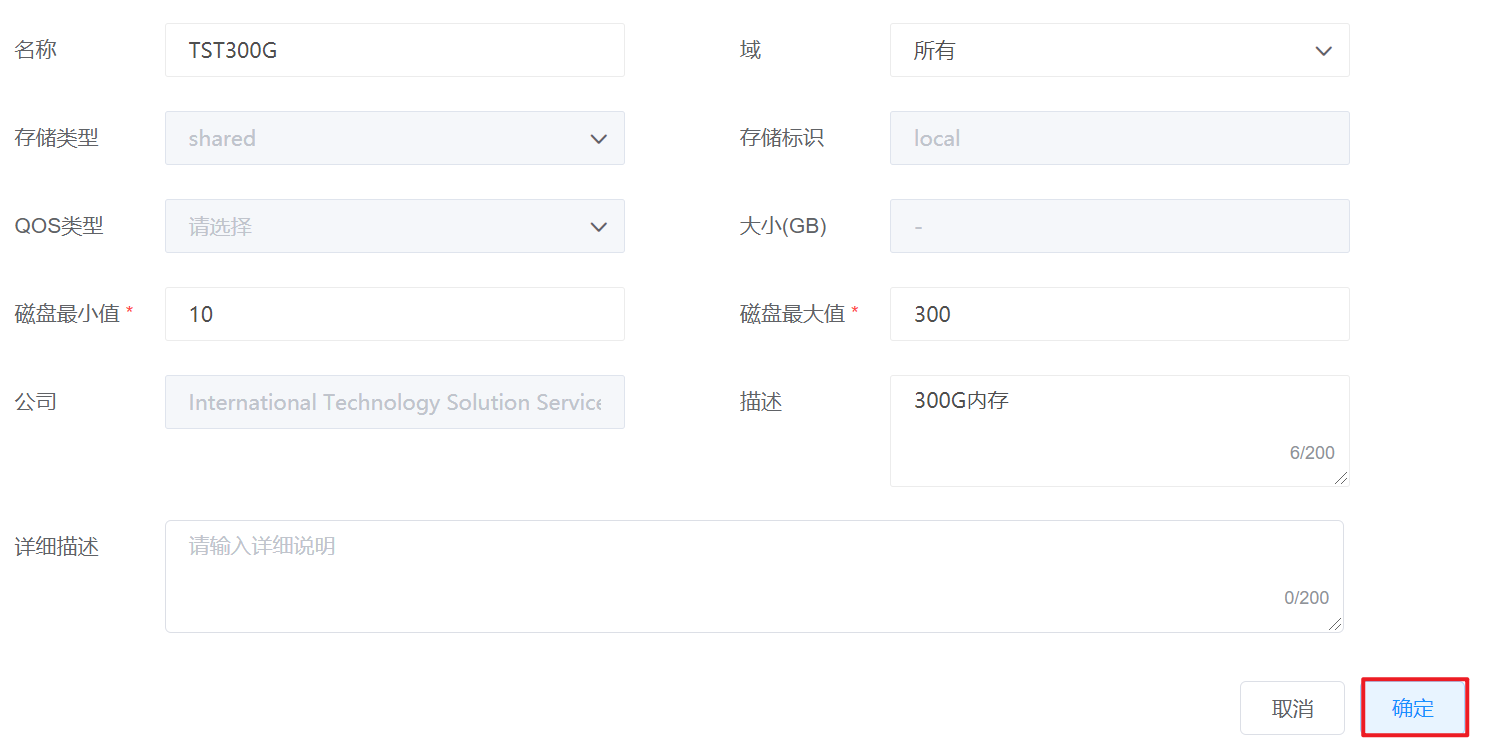 名称 TST300G 域 所有
存储类型 shared 存储标识 local
QOS类型 请选择 大小(GB) -
磁盘最小值 * 10 磁盘最大值 * 300
公司 International Technology Solution Service 描述 300G内存
6/200
详细描述 请输入详细说明
0/200
取消 确定